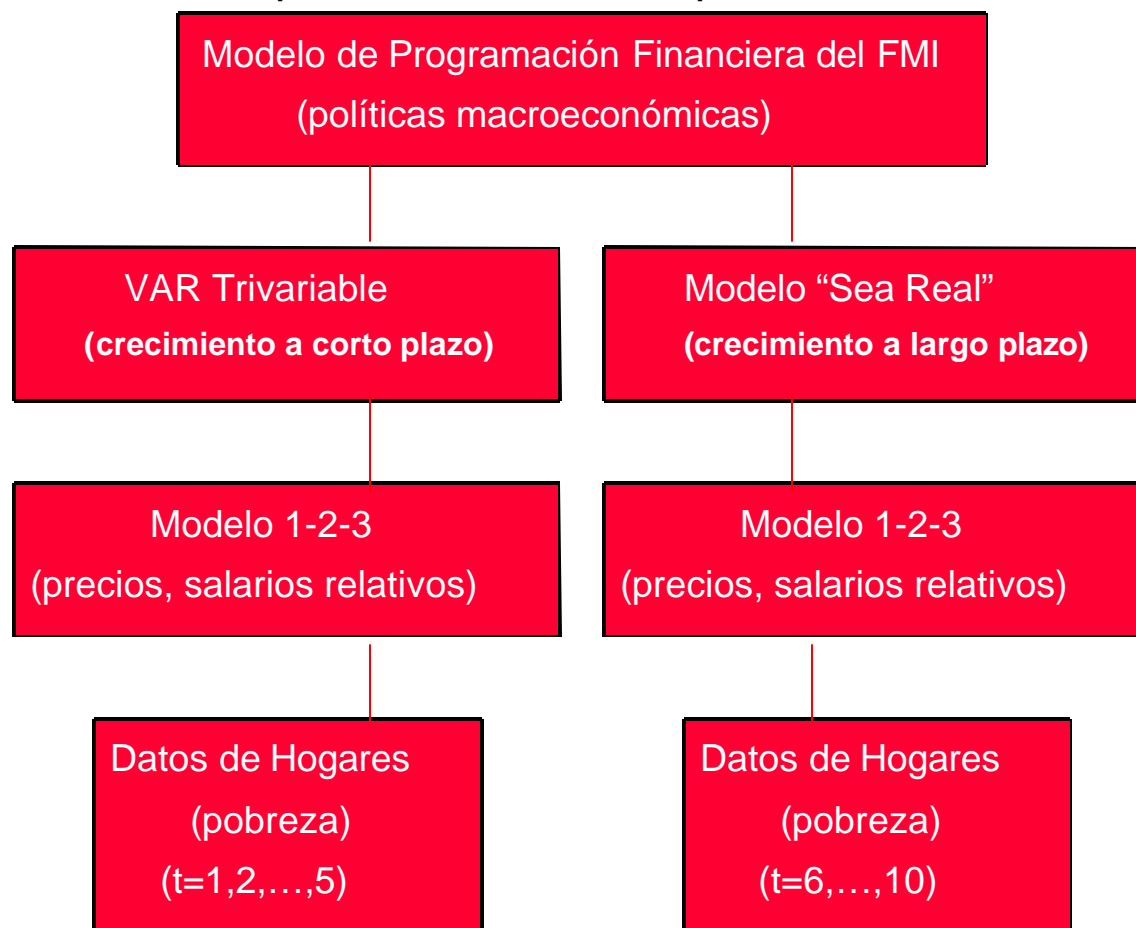 Modelo de Programación Financiera del FMI
(políticas macroeconómicas)
VAR Trivariable
(crecimiento a corto plazo)
Modelo “Sea Real”
(crecimiento a largo plazo)
Modelo 1-2-3
(precios, salarios relativos)
Modelo 1-2-3
(precios, salarios relativos)
Datos de Hogares
(pobreza)
(t=1,2,…,5)
Datos de Hogares
(pobreza)
(t=6,…,10)